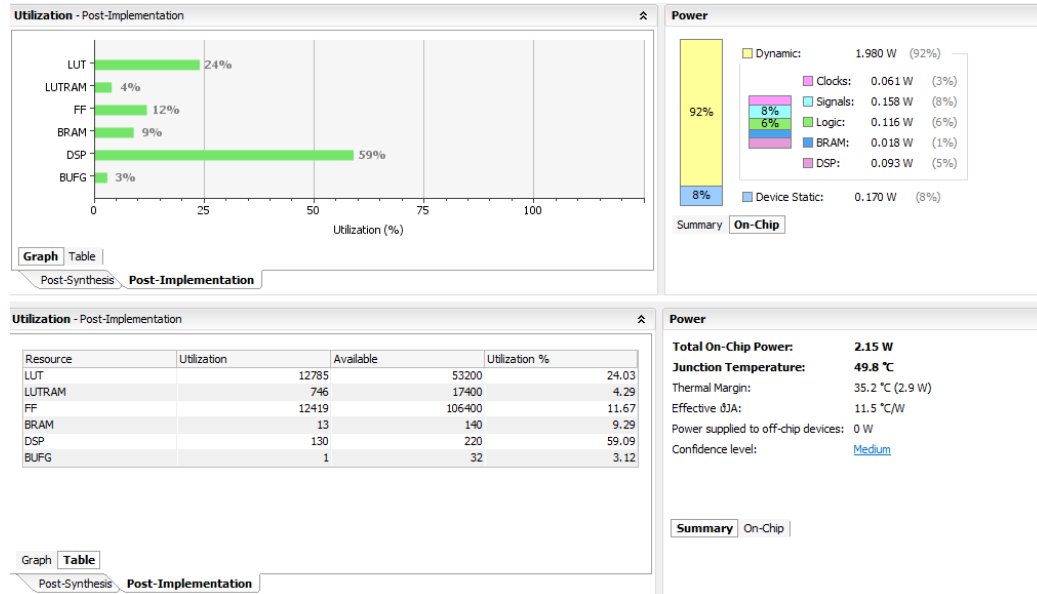 Utilization - Post-Implementation
LUT 24%
LUTRAM 4%
FF 12%
BRAM 9%
DSP 59%
BUFG 3%
0 25 50 75 100
Utilization (%)
Graph Table
Post-Synthesis Post-Implementation
Power
92%
8%
Dynamic: 1.980 W (92%)
8%
6%
Clocks: 0.061 W (3%)
Signals: 0.158 W (8%)
Logic: 0.116 W (6%)
BRAM: 0.018 W (1%)
DSP: 0.093 W (5%)
Device Static: 0.170 W (8%)
Summary On-Chip
Utilization - Post-Implementation
Resource Utilization Available Utilization %
LUT 12785 53200 24.03
LUTRAM 746 17400 4.29
FF 12419 106400 11.67
BRAM 13 140 9.29
DSP 130 220 59.09
BUFG 1 32 3.12
Graph Table
Post-Synthesis Post-Implementation
Power
Total On-Chip Power: 2.15 W
Junction Temperature: 49.8 °C
Thermal Margin: 35.2 °C (2.9 W)
Effective ϑJA: 11.5 °C/W
Power supplied to off-chip devices: 0 W
Confidence level: Medium
Summary On-Chip